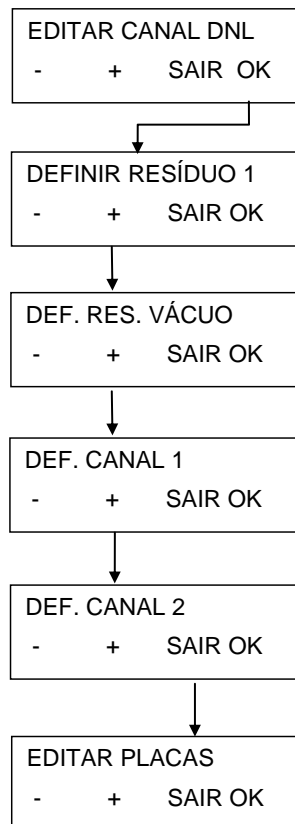 EDITAR CANAL DNL
- + SAIR OK
DEFINIR RESÍDUO 1
- + SAIR OK
DEF. RES. VÁCUO
- + SAIR OK
DEF. CANAL 1
- + SAIR OK
DEF. CANAL 2
- + SAIR OK
EDITAR PLACAS
- + SAIR OK